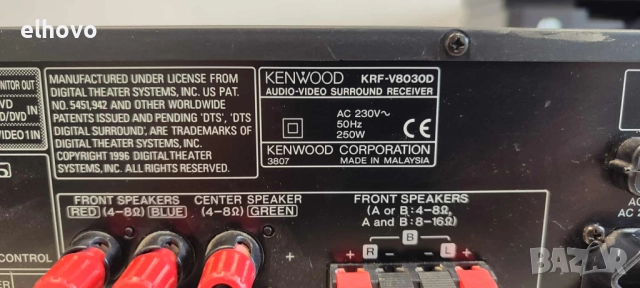 elhovo
MONITOR OUT
DVD
/DVD IN
VIDEO 1 IN
MANUFACTURED UNDER LICENSE FROM
DIGITAL THEATER SYSTEMS, INC. US PAT.
NO. 5451,942 AND OTHER WORLDWIDE
PATENTS ISSUED AND PENDING 'DTS', 'DTS
DIGITAL SURROUND', ARE TRADEMARKS OF
DIGITAL THEATER SYSTEMS, INC.
COPYRIGHT 1996 DIGITAL THEATER
SYSTEMS, INC. ALL RIGHTS RESERVED.
KENWOOD KRF-V8030D
AUDIO-VIDEO SURROUND RECEIVER
AC 230V~
50Hz
250W
CE
KENWOOD CORPORATION
3807 MADE IN MALAYSIA
FRONT SPEAKERS
RED (4–8Ω) BLUE
CENTER SPEAKER
(4–8Ω) GREEN
FRONT SPEAKERS
(A or B:4–8Ω,
A and B:8–16Ω)
B
R L
+ − + − − +
CONTROL
AC
bazar